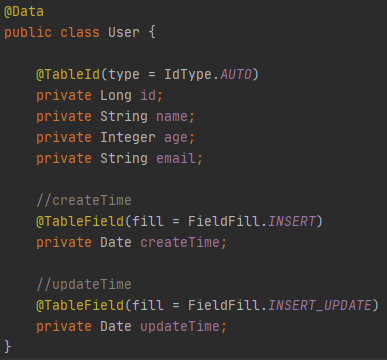 @Data
public class User {
@TableId(type = IdType.AUTO)
private Long id;
private String name;
private Integer age;
private String email;
//createTime
@TableField(fill = FieldFill.INSERT)
private Date createTime;
//updateTime
@TableField(fill = FieldFill.INSERT_UPDATE)
private Date updateTime;
}